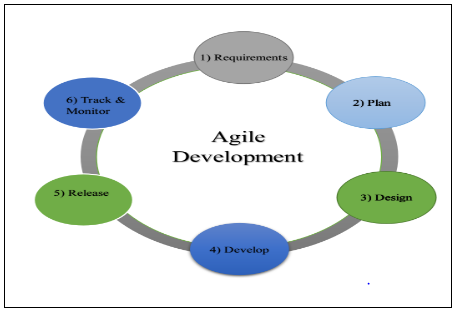 1) Requirements
2) Plan
3) Design
4) Develop
5) Release
6) Track &
Monitor
Agile
Development